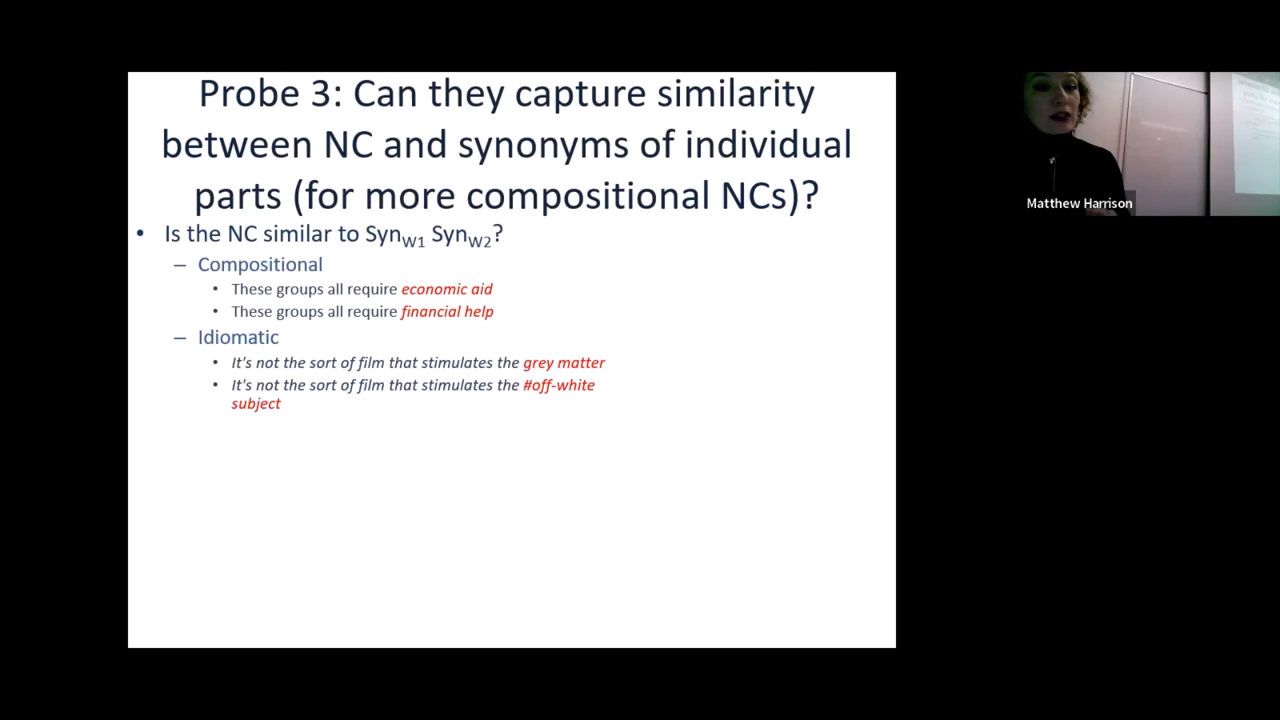 Probe 3: Can they capture similarity
between NC and synonyms of individual
parts (for more compositional NCs)?
• Is the NC similar to SynW1 SynW2?
– Compositional
• These groups all require economic aid
• These groups all require financial help
– Idiomatic
• It's not the sort of film that stimulates the grey matter
• It's not the sort of film that stimulates the #off-white
subject
Matthew Harrison